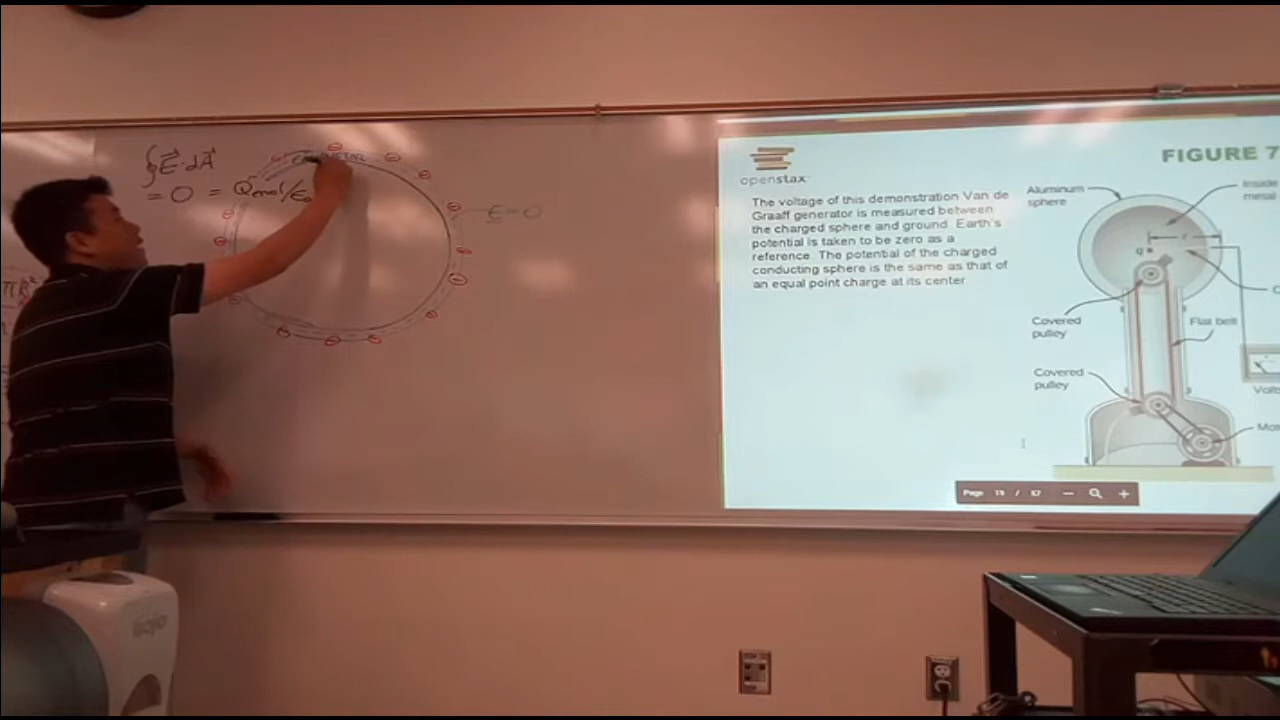 ∮E⃗·dA⃗
= 0 = Qencl/ε₀
CONDUCTOR
E=0
openstax
FIGURE 7
The voltage of this demonstration Van de
Graaff generator is measured between
the charged sphere and ground. Earth's
potential is taken to be zero as a
reference. The potential of the charged
conducting sphere is the same as that of
an equal point charge at its center
Aluminum
sphere
Inside
metal
r
q
Covered
pulley
Flat belt
Covered
pulley
Page 19 / 57
gojo